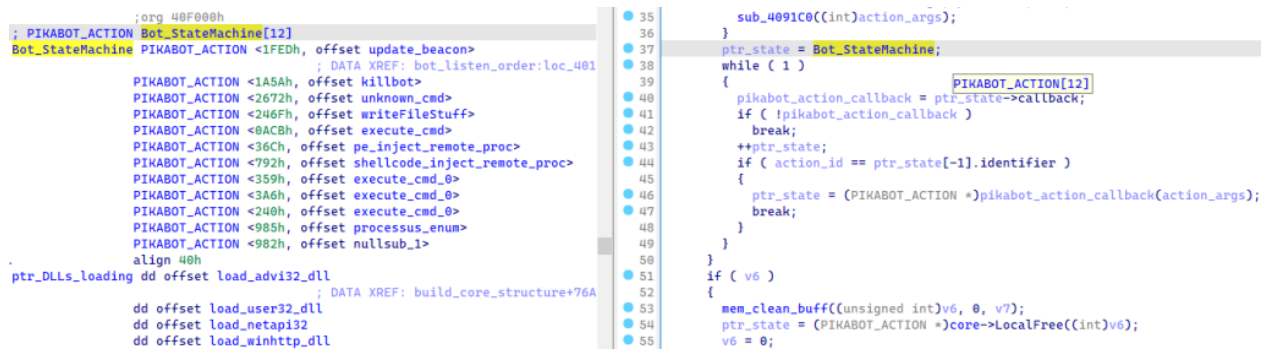 ;org 40F000h
; PIKABOT_ACTION Bot_StateMachine[12]
Bot_StateMachine PIKABOT_ACTION <1FEDh, offset update_beacon>
; DATA XREF: bot_listen_order:loc_401
PIKABOT_ACTION <1A5Ah, offset killbot>
PIKABOT_ACTION <2672h, offset unknown_cmd>
PIKABOT_ACTION <246Fh, offset writeFileStuff>
PIKABOT_ACTION <0ACBh, offset execute_cmd>
PIKABOT_ACTION <36Ch, offset pe_inject_remote_proc>
PIKABOT_ACTION <792h, offset shellcode_inject_remote_proc>
PIKABOT_ACTION <359h, offset execute_cmd_0>
PIKABOT_ACTION <3A6h, offset execute_cmd_0>
PIKABOT_ACTION <240h, offset execute_cmd_0>
PIKABOT_ACTION <985h, offset processus_enum>
PIKABOT_ACTION <982h, offset nullsub_1>
align 40h
ptr_DLLs_loading dd offset load_advi32_dll
; DATA XREF: build_core_structure+76A
dd offset load_user32_dll
dd offset load_netapi32
dd offset load_winhttp_dll
35 sub_4091C0((int)action_args);
36 }
37 ptr_state = Bot_StateMachine;
38 while ( 1 )
39 {
PIKABOT_ACTION[12]
40 pikabot_action_callback = ptr_state->callback;
41 if ( !pikabot_action_callback )
42 break;
43 ++ptr_state;
44 if ( action_id == ptr_state[-1].identifier )
45 {
46 ptr_state = (PIKABOT_ACTION *)pikabot_action_callback(action_args);
47 break;
48 }
49 }
50 }
51 if ( v6 )
52 {
53 mem_clean_buff((unsigned int)v6, 0, v7);
54 ptr_state = (PIKABOT_ACTION *)core->LocalFree((int)v6);
55 v6 = 0;